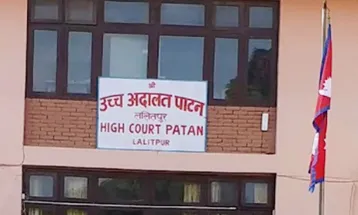 श्री
उच्च अदालत पाटन
ललितपुर
HIGH COURT PATAN
LALITPUR